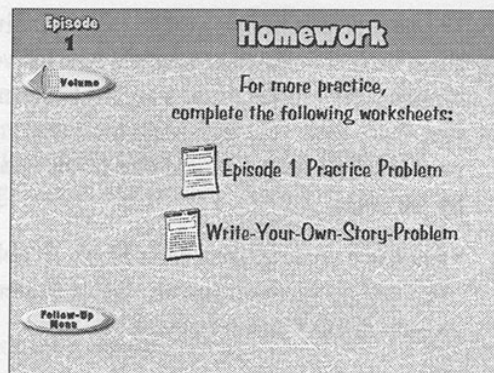 Episode
1
Homework
Volume
For more practice,
complete the following worksheets:
Episode 1 Practice Problem
Write-Your-Own-Story-Problem
Follow-Up
Menu